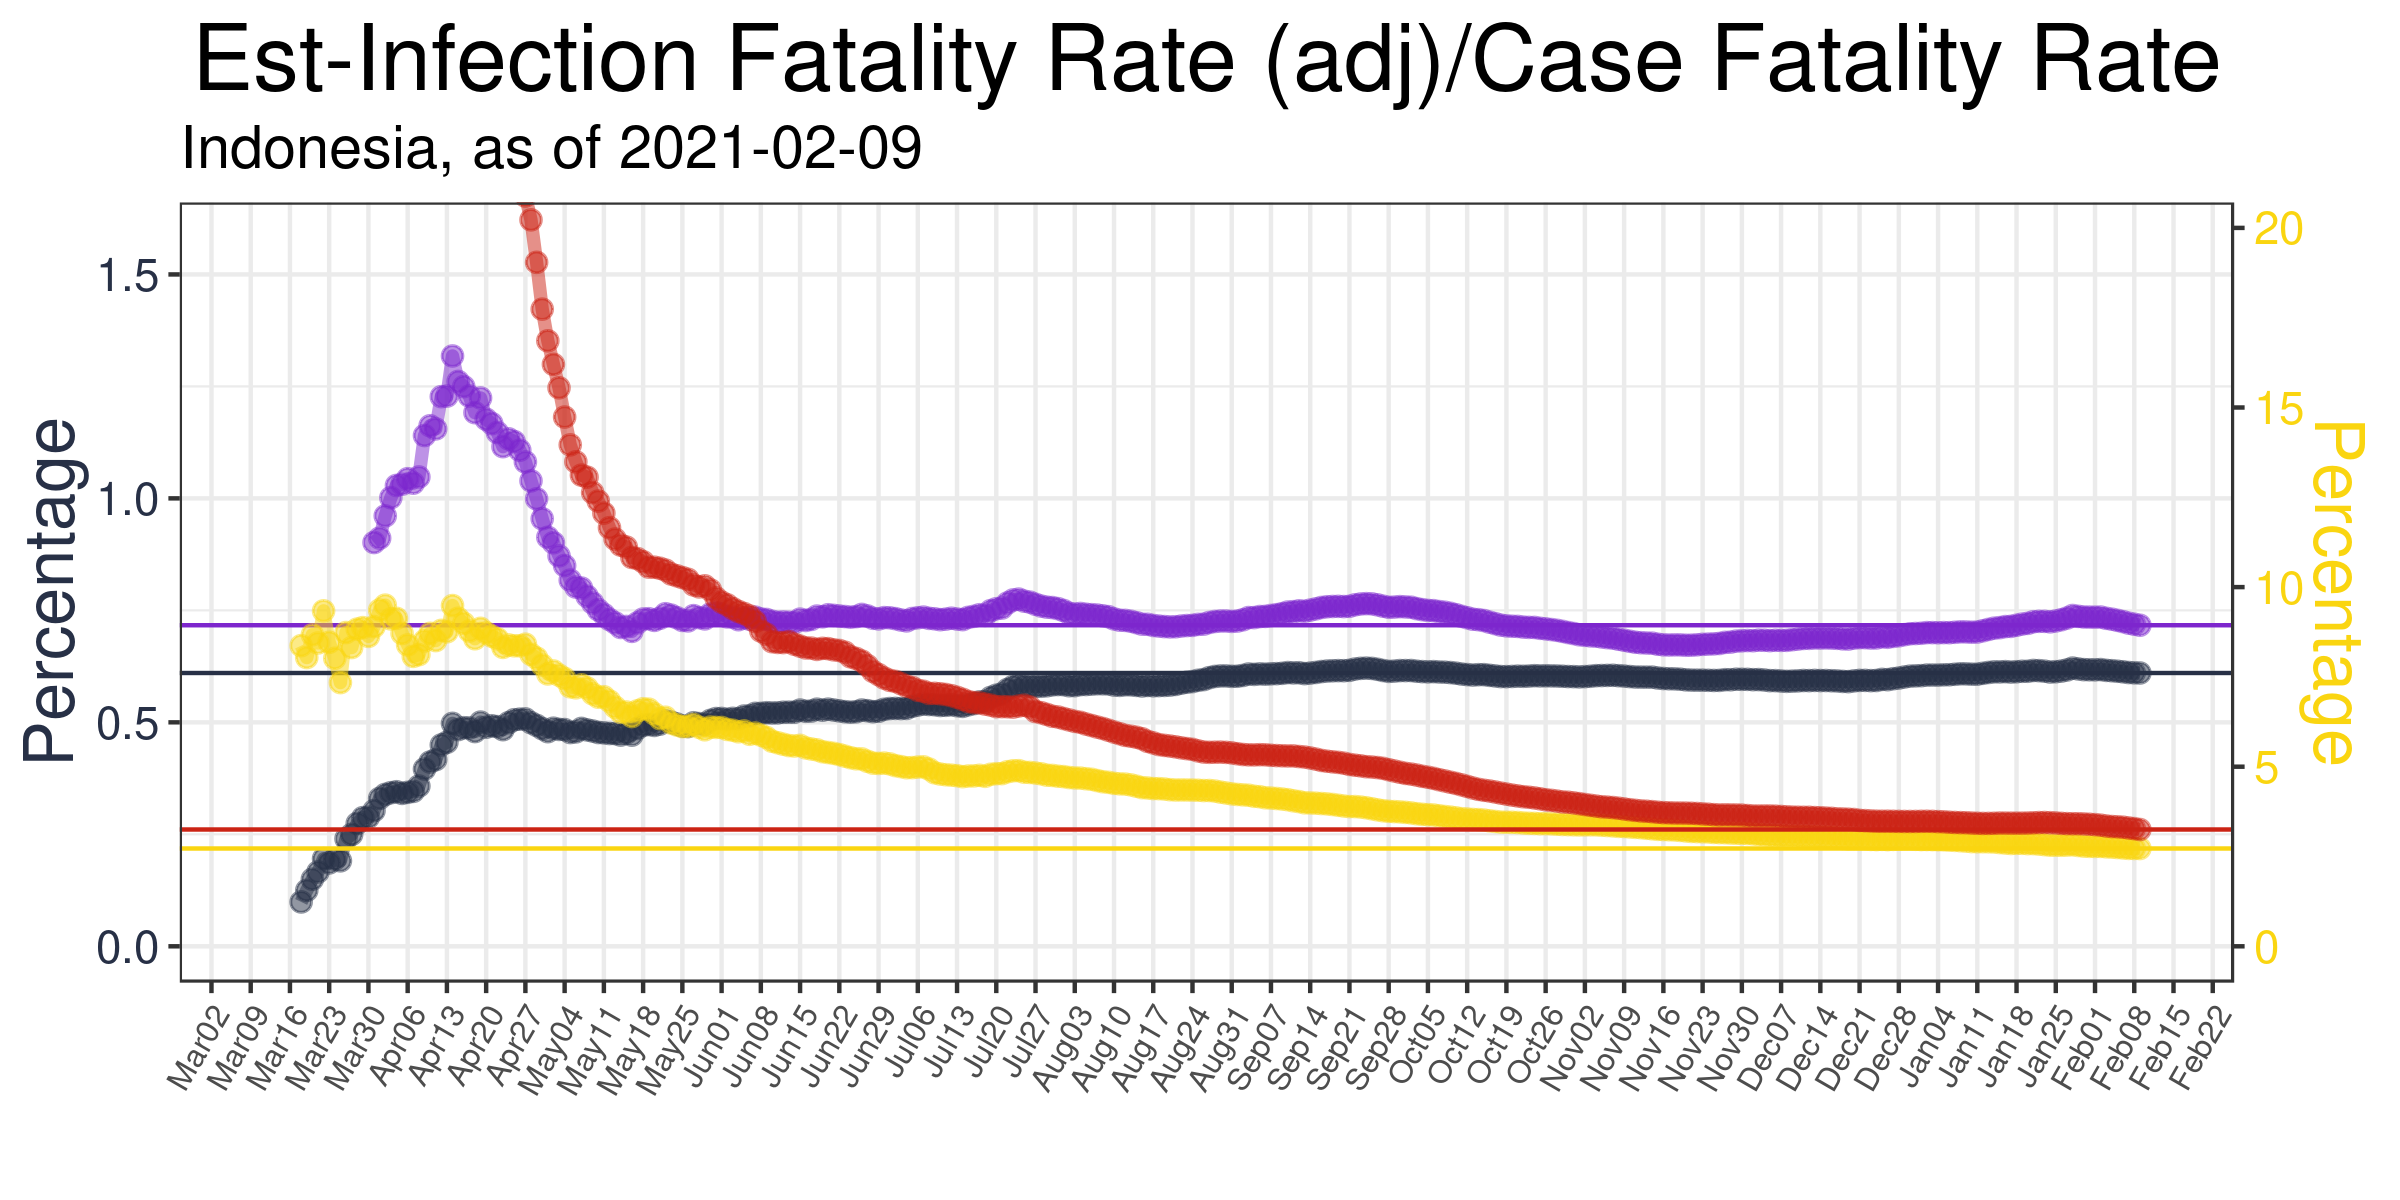 Est-Infection Fatality Rate (adj)/Case Fatality Rate
Indonesia, as of 2021-02-09
Percentage
1.5
1.0
0.5
0.0
20
15
10
5
0
Percentage
Mar02 Mar09 Mar16 Mar23 Mar30 Apr06 Apr13 Apr20 Apr27 May04 May11 May18 May25 Jun01 Jun08 Jun15 Jun22 Jun29 Jul06 Jul13 Jul20 Jul27 Aug03 Aug10 Aug17 Aug24 Aug31 Sep07 Sep14 Sep21 Sep28 Oct05 Oct12 Oct19 Oct26 Nov02 Nov09 Nov16 Nov23 Nov30 Dec07 Dec14 Dec21 Dec28 Dec04 Jan11 Jan18 Jan18 Jan25 Feb01 Feb08 Feb15 Feb22